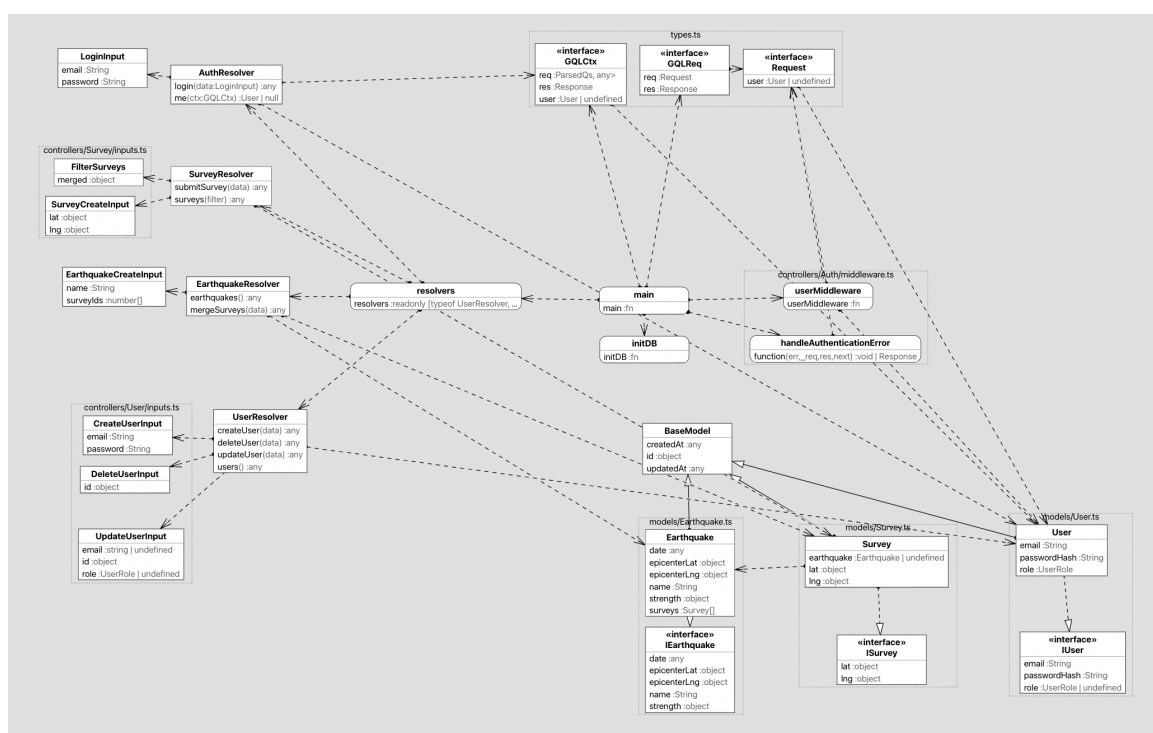 LoginInput
email :String
password :String
AuthResolver
login(data:LoginInput) :any
me(ctx:GQLCtx) :User | null
types.ts
«interface»
GQLCtx
req :ParsedQs, any>
res :Response
user :User | undefined
«interface»
GQLReq
req :Request
res :Response
«interface»
Request
user :User | undefined
controllers/Survey/inputs.ts
FilterSurveys
merged :object
SurveyCreateInput
lat :object
lng :object
SurveyResolver
submitSurvey(data) :any
surveys(filter) :any
EarthquakeCreateInput
name :String
surveyIds :number[]
EarthquakeResolver
earthquakes() :any
mergeSurveys(data) :any
resolvers
resolvers :readonly [typeof UserResolver, ...
main
main :fn
initDB
initDB :fn
controllers/Auth/middleware.ts
userMiddleware
userMiddleware :fn
handleAuthenticationError
function(err,_req,res,next) :void | Response
controllers/User/inputs.ts
CreateUserInput
email :String
password :String
DeleteUserInput
id :object
UpdateUserInput
email :string | undefined
id :object
role :UserRole | undefined
UserResolver
createUser(data) :any
deleteUser(data) :any
updateUser(data) :any
users() :any
BaseModel
createdAt :any
id :object
updatedAt :any
models/Earthquake.ts
Earthquake
date :any
epicenterLat :object
epicenterLng :object
name :String
strength :object
surveys :Survey[]
«interface»
IEarthquake
date :any
epicenterLat :object
epicenterLng :object
name :String
strength :object
models/Survey.ts
Survey
earthquake :Earthquake | undefined
lat :object
lng :object
«interface»
ISurvey
lat :object
lng :object
models/User.ts
User
email :String
passwordHash :String
role :UserRole
«interface»
IUser
email :String
passwordHash :String
role :UserRole | undefined